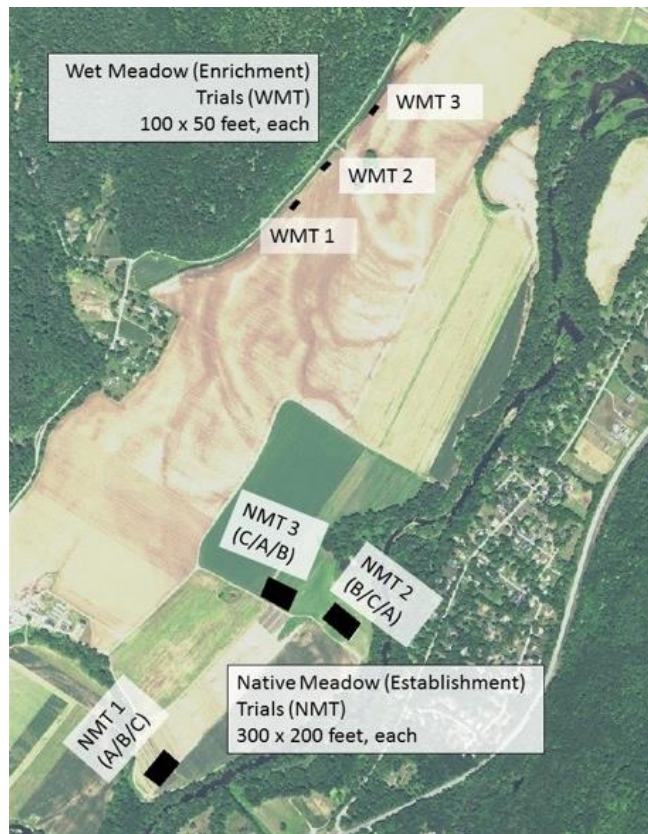 Wet Meadow (Enrichment)
Trials (WMT)
100 x 50 feet, each
WMT 3
WMT 2
WMT 1
NMT 3
(C/A/B)
NMT 2
(B/C/A)
Native Meadow (Establishment)
Trials (NMT)
300 x 200 feet, each
NMT 1
(A/B/C)